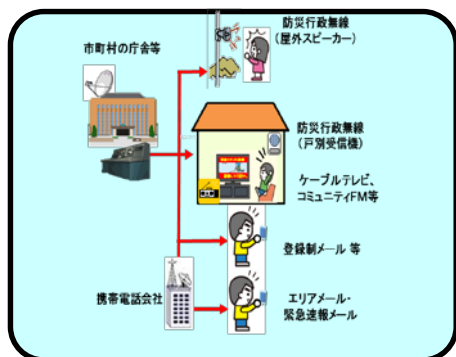 市町村の庁舎等
防災行政無線
(屋外スピーカー)
防災行政無線
(戸別受信機)
ケーブルテレビ、
コミュニティFM等
登録制メール 等
携帯電話会社
エリアメール・
緊急速報メール